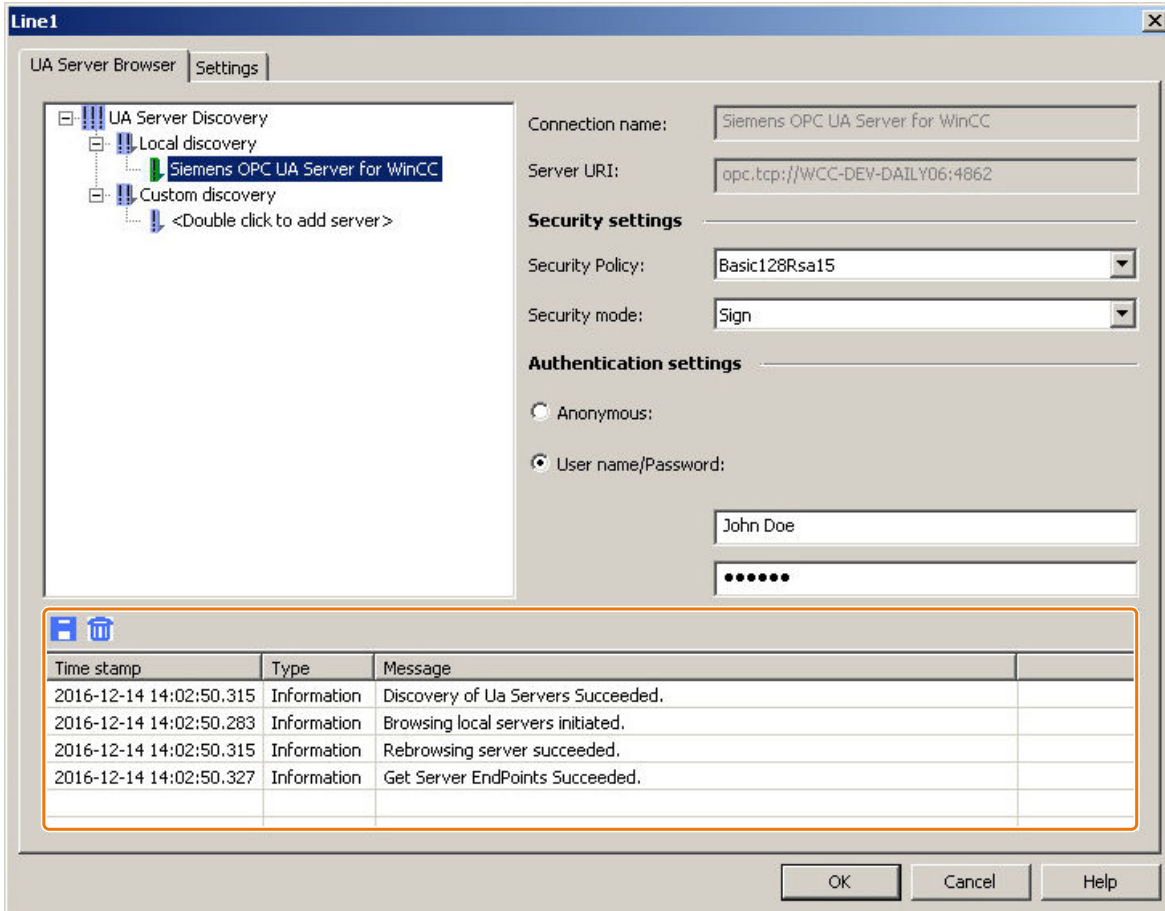 Line1
UA Server Browser
Settings
UA Server Discovery
Local discovery
Siemens OPC UA Server for WinCC
Custom discovery
<Double click to add server>
Connection name:
Siemens OPC UA Server for WinCC
Server URI:
opc.tcp://WCC-DEV-DAILY06:4862
Security settings
Security Policy:
Basic128Rsa15
Security mode:
Sign
Authentication settings
Anonymous:
User name/Password:
John Doe
••••••
Time stamp Type Message
2016-12-14 14:02:50.315 Information Discovery of Ua Servers Succeeded.
2016-12-14 14:02:50.283 Information Browsing local servers initiated.
2016-12-14 14:02:50.315 Information Rebrowsing server succeeded.
2016-12-14 14:02:50.327 Information Get Server EndPoints Succeeded.
OK Cancel Help